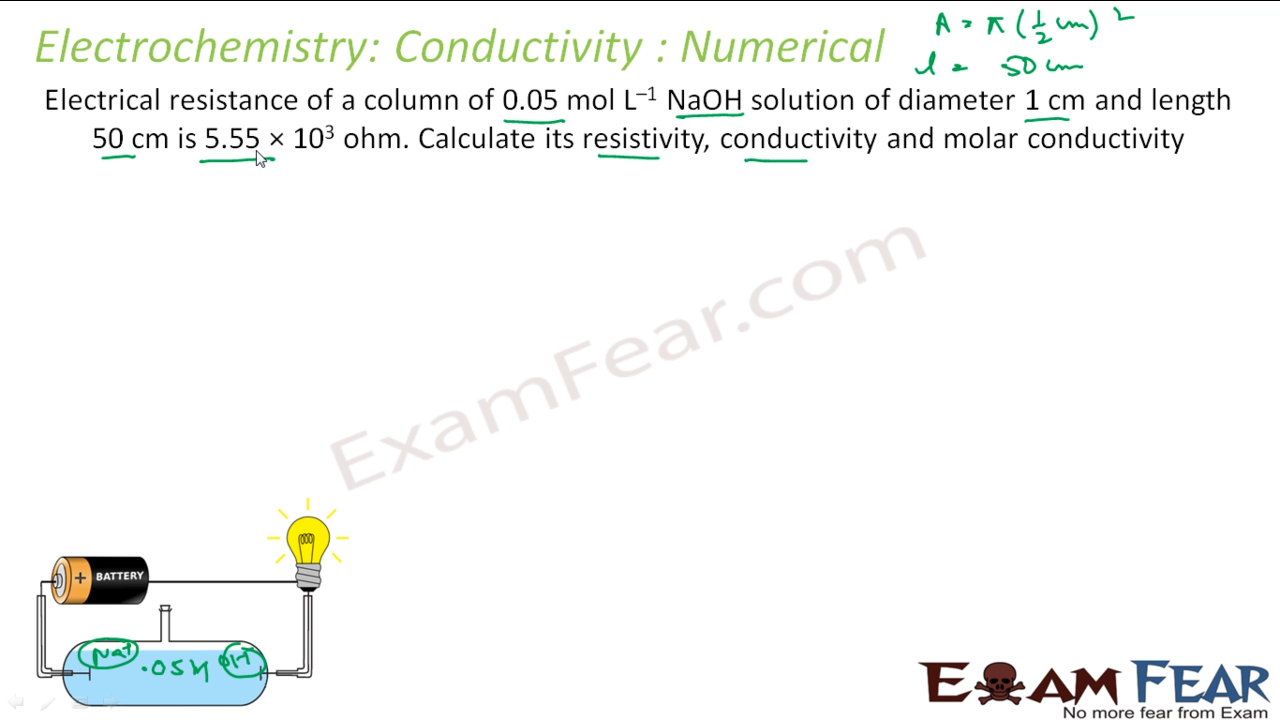 Electrochemistry: Conductivity : Numerical
A = π (1/2 cm)²
l = 50 cm
Electrical resistance of a column of 0.05 mol L⁻¹ NaOH solution of diameter 1 cm and length
50 cm is 5.55 × 10³ ohm. Calculate its resistivity, conductivity and molar conductivity
ExamFear.com
+ BATTERY
Na⁺ .05M OH⁻
EXAM FEAR
No more fear from Exam